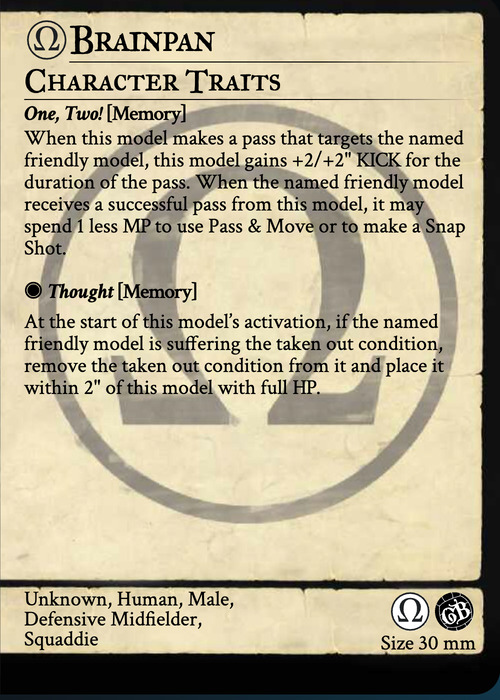 Ω Brainpan
Character Traits
One, Two! [Memory]
When this model makes a pass that targets the named
friendly model, this model gains +2/+2" KICK for the
duration of the pass. When the named friendly model
receives a successful pass from this model, it may
spend 1 less MP to use Pass & Move or to make a Snap
Shot.
Thought [Memory]
At the start of this model's activation, if the named
friendly model is suffering the taken out condition,
remove the taken out condition from it and place it
within 2" of this model with full HP.
Unknown, Human, Male,
Defensive Midfielder,
Squaddie
Ω GB
Size 30 mm